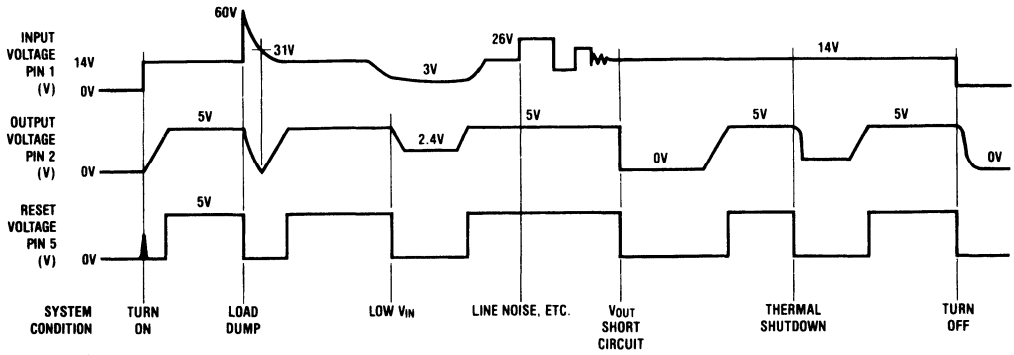 60V
INPUT
VOLTAGE
PIN 1
(V)
14V
0V
31V
3V
26V
14V
OUTPUT
VOLTAGE
PIN 2
(V)
0V
5V
2.4V
5V
0V
5V
5V
0V
RESET
VOLTAGE
PIN 5
(V)
0V
5V
SYSTEM
CONDITION
TURN
ON
LOAD
DUMP
LOW VIN
LINE NOISE, ETC.
VOUT
SHORT
CIRCUIT
THERMAL
SHUTDOWN
TURN
OFF